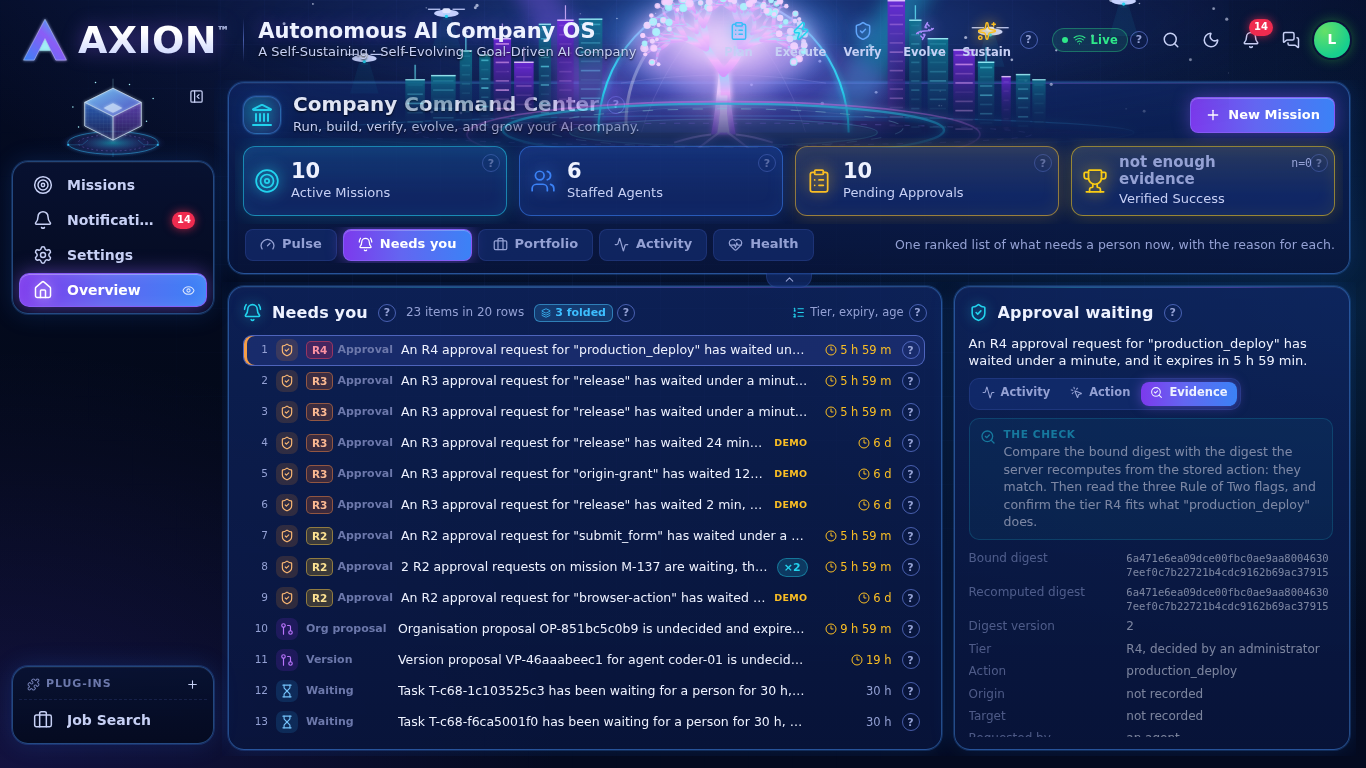 AXION™
Autonomous AI Company OS
A Self-Sustaining · Self-Evolving · Goal-Driven AI Company
Plan
Execute
Verify
Evolve
Sustain
?
Live
?
14
L
Missions
Notificati...
14
Settings
Overview
PLUG-INS
Job Search
Company Command Center
?
Run, build, verify, evolve, and grow your AI company.
New Mission
10
Active Missions
?
6
Staffed Agents
?
10
Pending Approvals
?
not enough
evidence
n=0 ?
Verified Success
Pulse
Needs you
Portfolio
Activity
Health
One ranked list of what needs a person now, with the reason for each.
Needs you ? 23 items in 20 rows 3 folded ? Tier, expiry, age ?
1 R4 Approval An R4 approval request for "production_deploy" has waited un... 5 h 59 m ?
2 R3 Approval An R3 approval request for "release" has waited under a minut... 5 h 59 m ?
3 R3 Approval An R3 approval request for "release" has waited under a minut... 5 h 59 m ?
4 R3 Approval An R3 approval request for "release" has waited 24 min... DEMO 6 d ?
5 R3 Approval An R3 approval request for "origin-grant" has waited 12... DEMO 6 d ?
6 R3 Approval An R3 approval request for "release" has waited 2 min, ... DEMO 6 d ?
7 R2 Approval An R2 approval request for "submit_form" has waited under a ... 5 h 59 m ?
8 R2 Approval 2 R2 approval requests on mission M-137 are waiting, th... ×2 5 h 59 m ?
9 R2 Approval An R2 approval request for "browser-action" has waited ... DEMO 6 d ?
10 Org proposal Organisation proposal OP-851bc5c0b9 is undecided and expire... 9 h 59 m ?
11 Version Version proposal VP-46aaabeec1 for agent coder-01 is undecid... 19 h ?
12 Waiting Task T-c68-1c103525c3 has been waiting for a person for 30 h,... 30 h ?
13 Waiting Task T-c68-f6ca5001f0 has been waiting for a person for 30 h, ... 30 h ?
Approval waiting ?
An R4 approval request for "production_deploy" has
waited under a minute, and it expires in 5 h 59 min.
Activity
Action
Evidence
THE CHECK
Compare the bound digest with the digest the
server recomputes from the stored action: they
match. Then read the three Rule of Two flags, and
confirm the tier R4 fits what "production_deploy"
does.
Bound digest 6a471e6ea09dce00fbc0ae9aa8004630
7eef0c7b22721b4cdc9162b69ac37915
Recomputed digest 6a471e6ea09dce00fbc0ae9aa8004630
7eef0c7b22721b4cdc9162b69ac37915
Digest version 2
Tier R4, decided by an administrator
Action production_deploy
Origin not recorded
Target not recorded
Requested by an agent